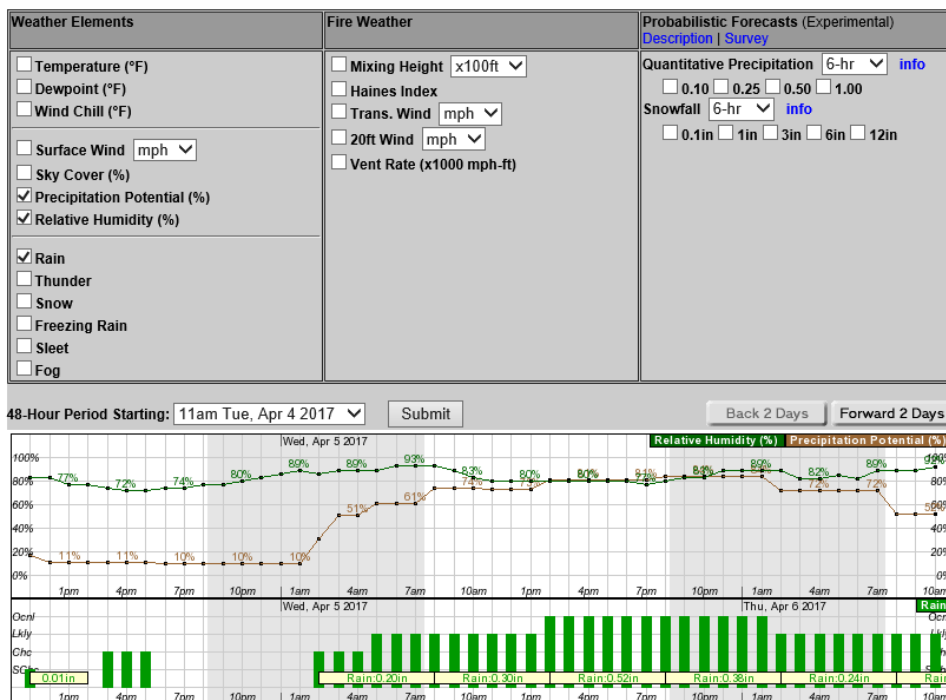 Weather Elements
Fire Weather
Probabilistic Forecasts (Experimental)
Description | Survey
Temperature (°F)
Dewpoint (°F)
Wind Chill (°F)
Surface Wind mph
Sky Cover (%)
Precipitation Potential (%)
Relative Humidity (%)
Rain
Thunder
Snow
Freezing Rain
Sleet
Fog
Mixing Height x100ft
Haines Index
Trans. Wind mph
20ft Wind mph
Vent Rate (x1000 mph-ft)
Quantitative Precipitation 6-hr info
0.10 0.25 0.50 1.00
Snowfall 6-hr info
0.1in 1in 3in 6in 12in
48-Hour Period Starting: 11am Tue, Apr 4 2017 Submit Back 2 Days Forward 2 Days
Wed, Apr 5 2017 Relative Humidity (%) Precipitation Potential (%)
100%
80%
60%
40%
20%
0%
77% 72% 74% 80% 89% 89% 93% 83% 80% 89% 82% 89%
11% 11% 10% 10% 10% 51% 61% 74% 81% 72% 72%
80%
60%
40%
20%
0%
1pm 4pm 7pm 10pm 1am 4am 7am 10am 1pm 4pm 7pm 10pm 1am 4am 7am 10am
Wed, Apr 5 2017 Thu, Apr 6 2017 Rain
Ocnl
Lkly
Chc
SChc
0.01in Rain:0.20in Rain:0.30in Rain:0.52in Rain:0.38in Rain:0.24in
1pm 4pm 7pm 10pm 1am 4am 7am 10am 1pm 4pm 7pm 10pm 1am 4am 7am 10am